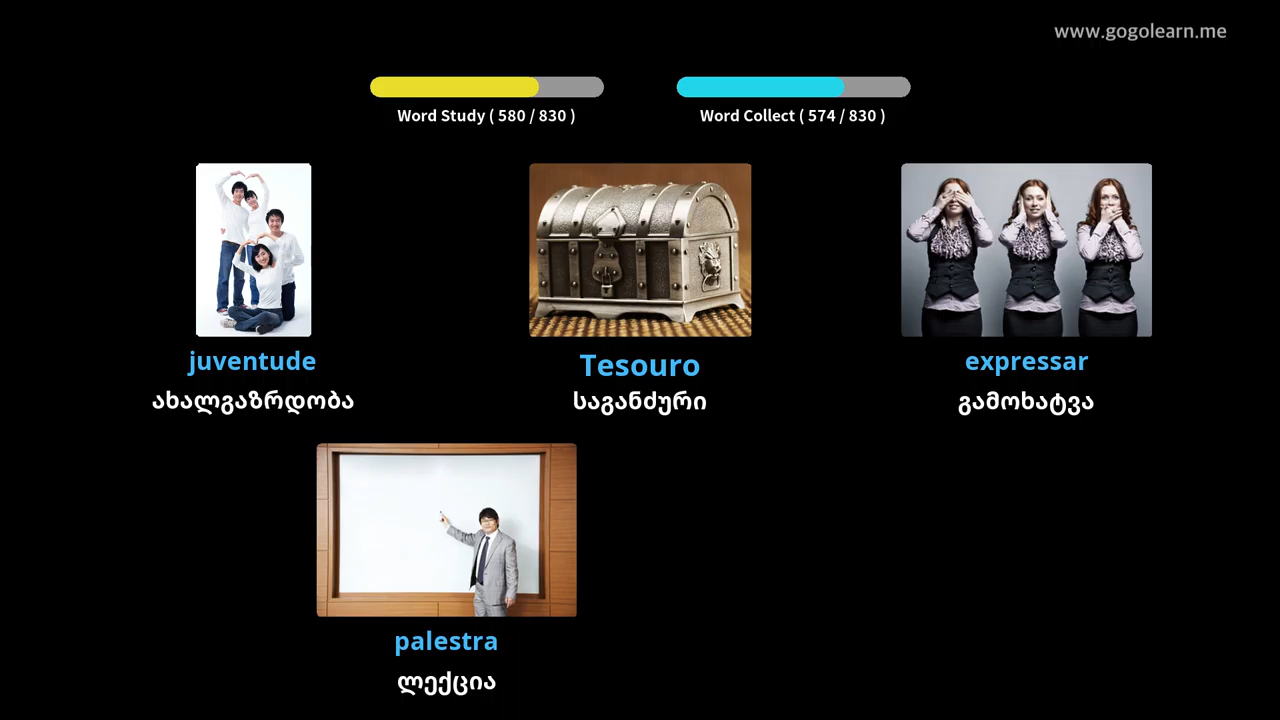 www.gogolearn.me
Word Study ( 580 / 830 )
Word Collect ( 574 / 830 )
juventude
ახალგაზრდობა
Tesouro
საგანძური
expressar
გამოხატვა
palestra
ლექცია